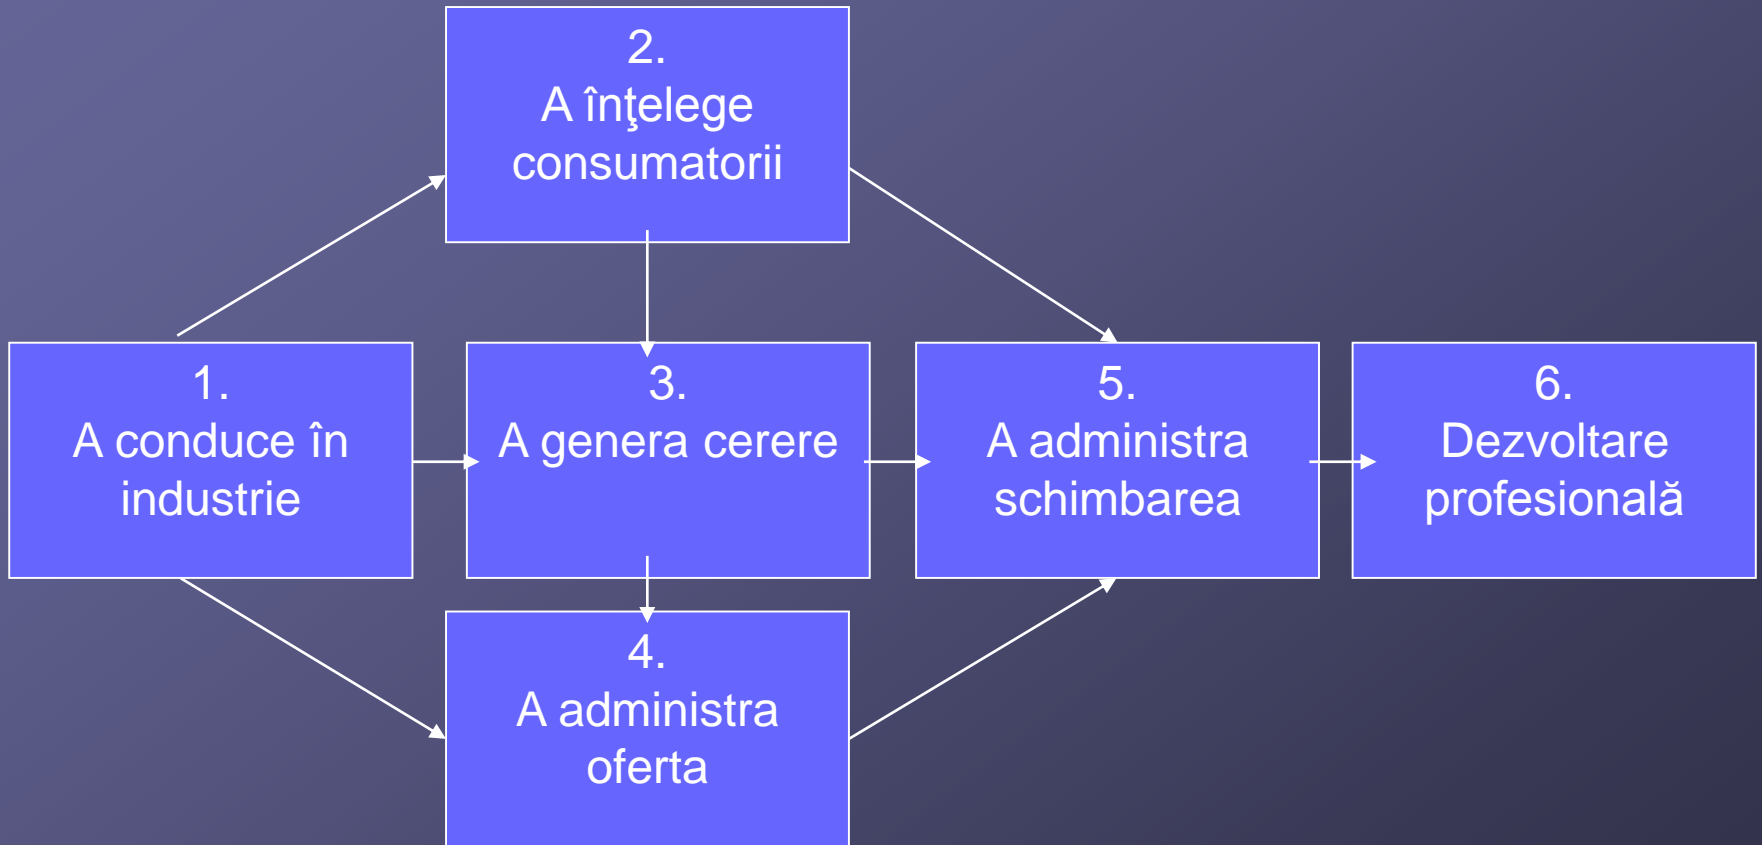 2.
A înţelege
consumatorii
1.
A conduce în
industrie
3.
A genera cerere
5.
A administra
schimbarea
6.
Dezvoltare
profesională
4.
A administra
oferta